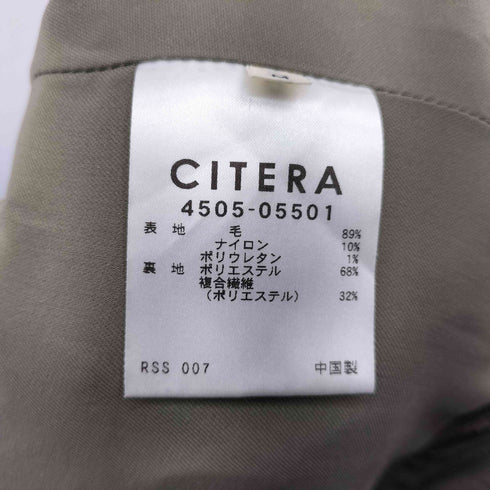 CITERA
4505-05501
表 地 毛 89%
ナイロン 10%
ポリウレタン 1%
裏 地 ポリエステル 68%
複合繊維
(ポリエステル) 32%
RSS 007 中国製